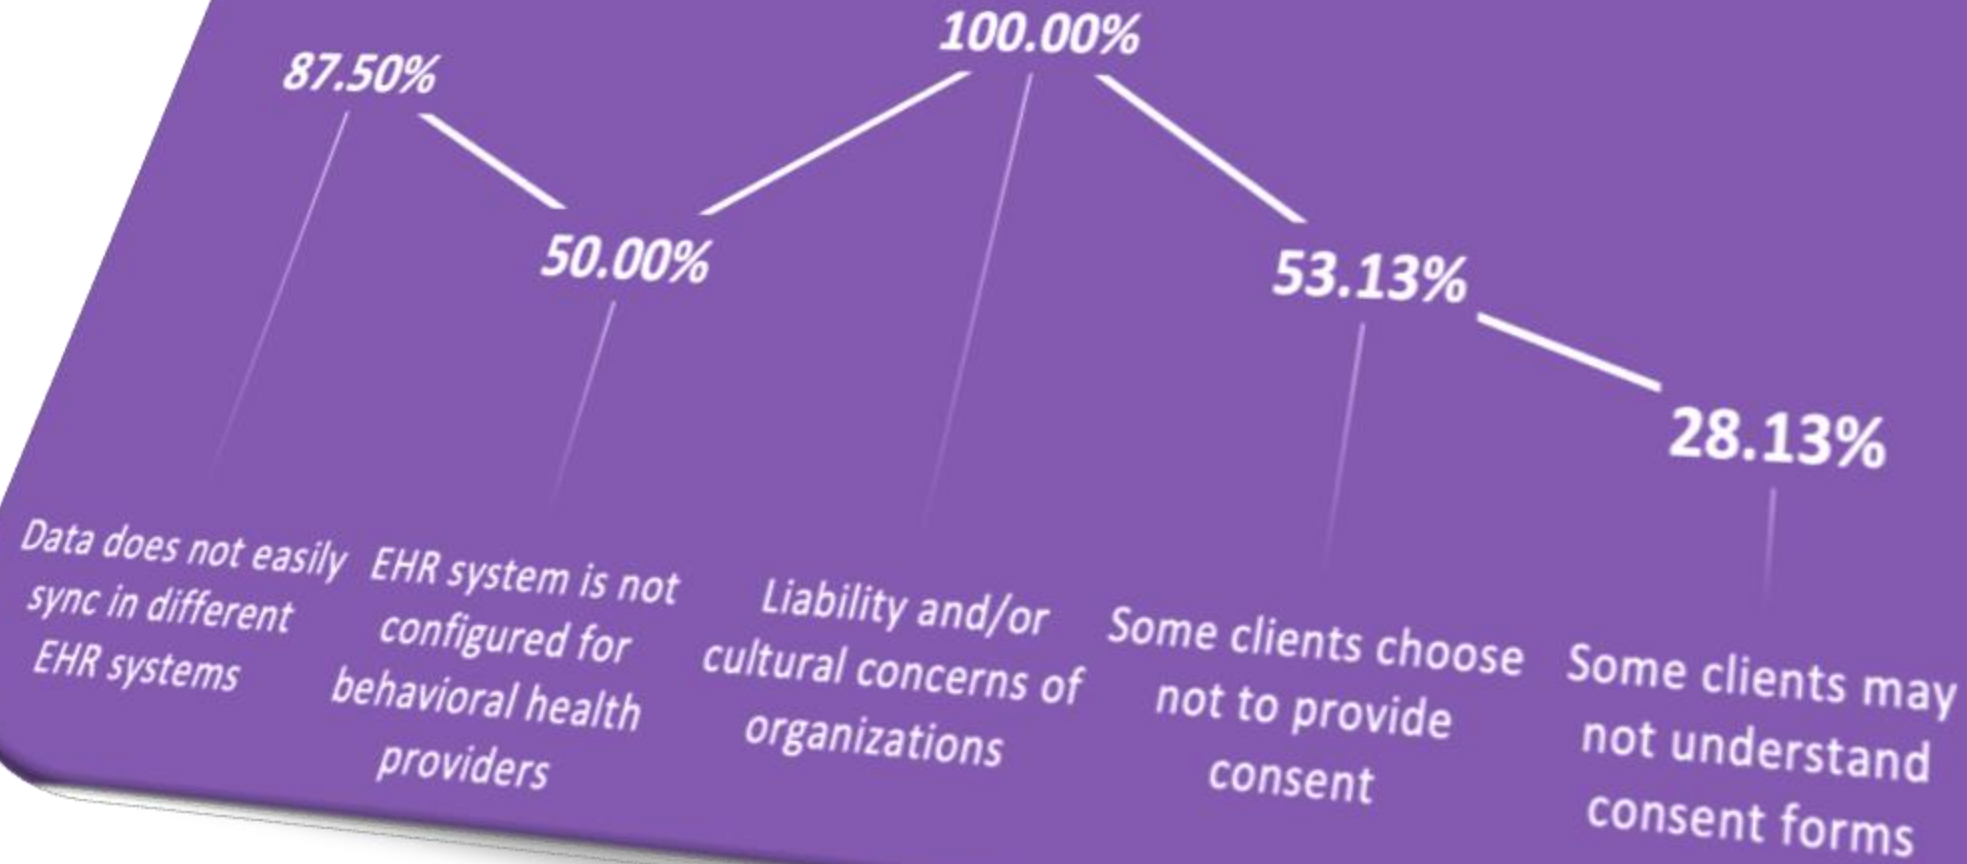 100.00%
87.50%
50.00%
53.13%
28.13%
Data does not easily
sync in different
EHR systems
EHR system is not
configured for
behavioral health
providers
Liability and/or
cultural concerns of
organizations
Some clients choose
not to provide
consent
Some clients may
not understand
consent forms